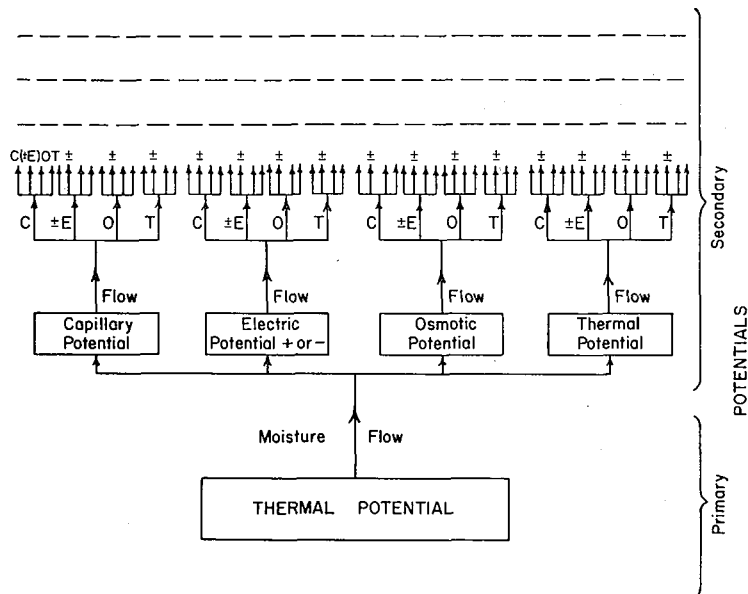 C(±E)OT ± ± ± ± ± ± ± ± ± ± ± ± ± ± ±
C ±E O T C ±E O T C ±E O T C ±E O T
Flow Flow Flow Flow
Capillary Potential
Electric Potential + or −
Osmotic Potential
Thermal Potential
Moisture Flow
THERMAL POTENTIAL
Secondary
Primary
POTENTIALS